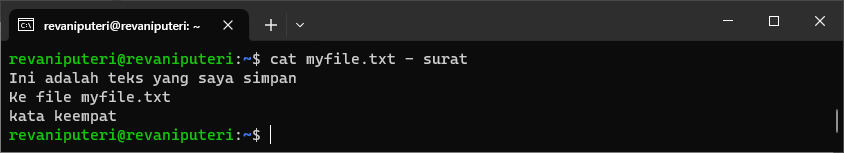 revaniputeri@revaniputeri: ~
revaniputeri@revaniputeri:~$ cat myfile.txt - surat
Ini adalah teks yang saya simpan
Ke file myfile.txt
kata keempat
revaniputeri@revaniputeri:~$